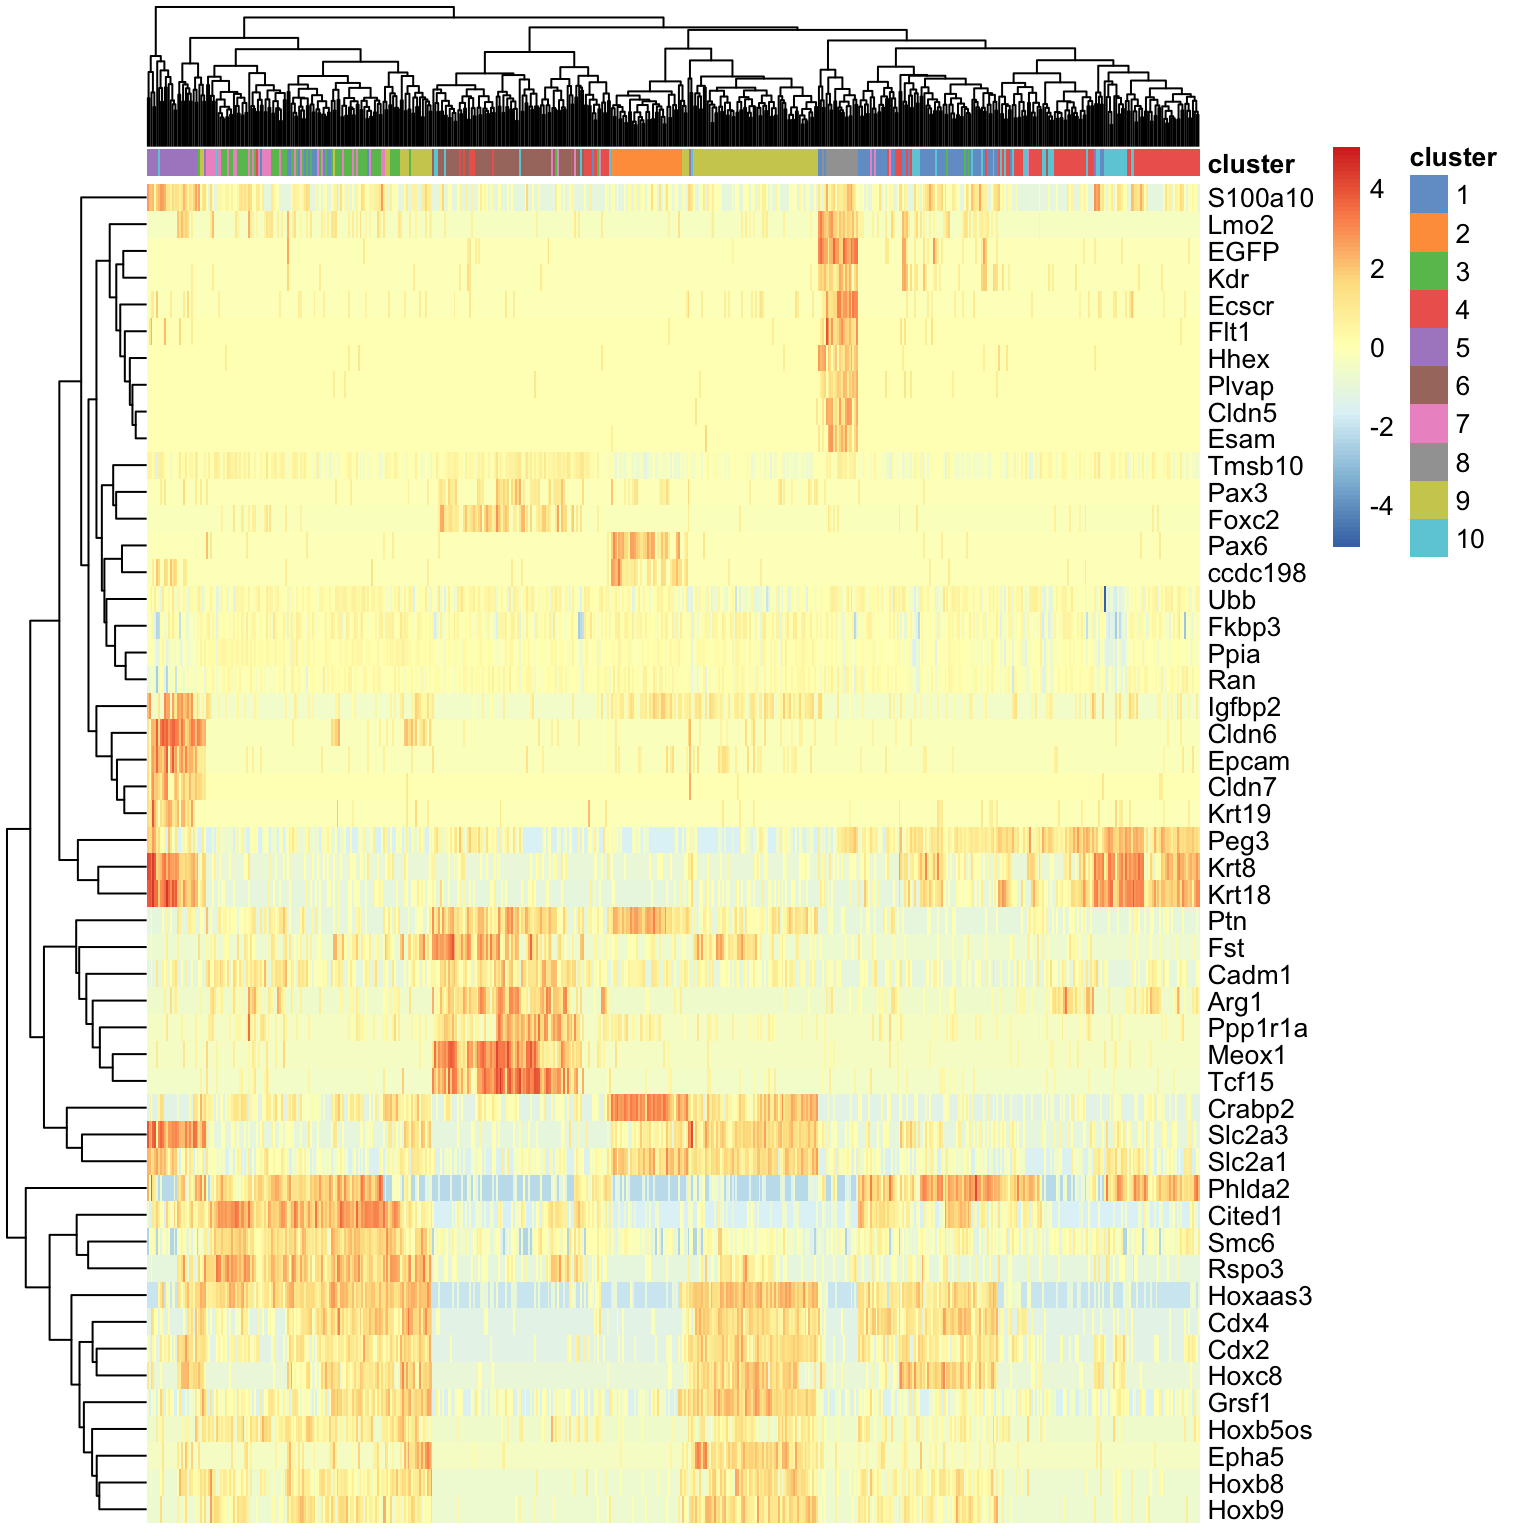 cluster
S100a10
Lmo2
EGFP
Kdr
Ecscr
Flt1
Hhex
Plvap
Cldn5
Esam
Tmsb10
Pax3
Foxc2
Pax6
ccdc198
Ubb
Fkbp3
Ppia
Ran
Igfbp2
Cldn6
Epcam
Cldn7
Krt19
Peg3
Krt8
Krt18
Ptn
Fst
Cadm1
Arg1
Ppp1r1a
Meox1
Tcf15
Crabp2
Slc2a3
Slc2a1
Phlda2
Cited1
Smc6
Rspo3
Hoxaas3
Cdx4
Cdx2
Hoxc8
Grsf1
Hoxb5os
Epha5
Hoxb8
Hoxb9
4
2
0
-2
-4
cluster
1
2
3
4
5
6
7
8
9
10